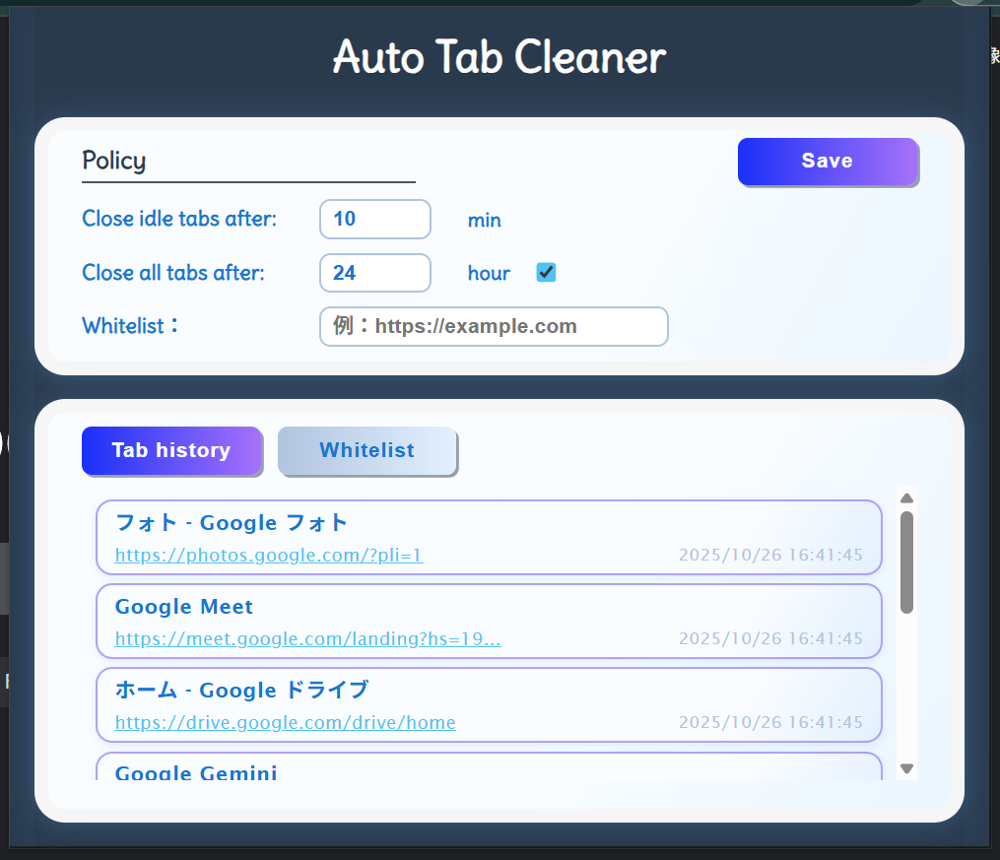 Auto Tab Cleaner
Policy
Save
Close idle tabs after: 10 min
Close all tabs after: 24 hour
Whitelist： 例：https://example.com
Tab history Whitelist
フォト - Google フォト
https://photos.google.com/?pli=1 2025/10/26 16:41:45
Google Meet
https://meet.google.com/landing?hs=19... 2025/10/26 16:41:45
ホーム - Google ドライブ
https://drive.google.com/drive/home 2025/10/26 16:41:45
Google Gemini